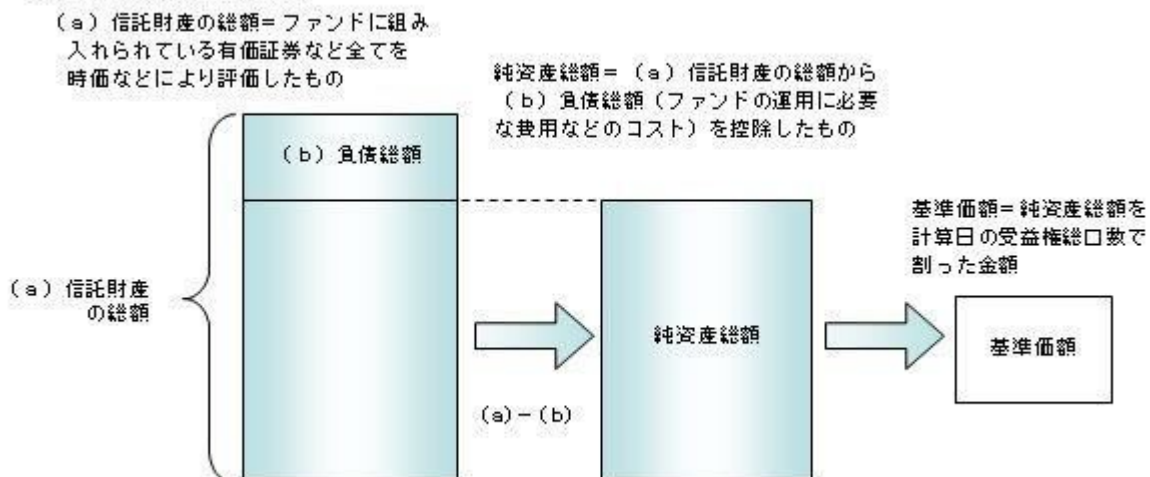 (a)信託財産の総額=ファンドに組み
入れられている有価証券など全てを
時価などにより評価したもの
純資産総額=(a)信託財産の総額から
(b)負債総額(ファンドの運用に必要
な費用などのコスト)を控除したもの
(b)負債総額
基準価額=純資産総額を
計算日の受益権総口数で
割った金額
(a)信託財産
の総額
純資産総額
基準価額
(a)-(b)